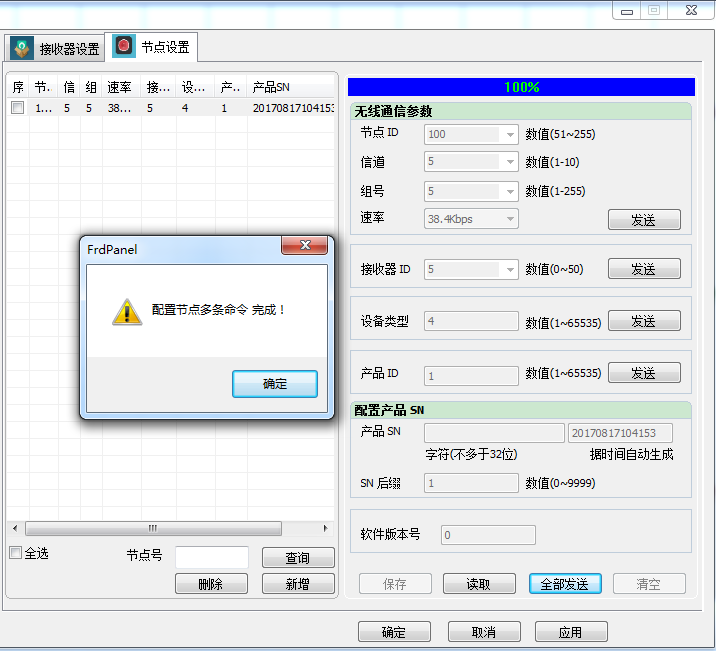 接收器设置 节点设置
序 节.. 信 组 速率 接... 设... 产.. 产品SN
1... 5 5 38... 5 4 1 20170817104153
全选 节点号 查询
删除 新增
100%
无线通信参数
节点 ID 100 数值(51~255)
信道 5 数值(1-10)
组号 5 数值(1-255)
速率 38.4Kbps 发送
接收器 ID 5 数值(0~50) 发送
设备类型 4 数值(1~65535) 发送
产品 ID 1 数值(1~65535) 发送
配置产品 SN
产品 SN 20170817104153
字符(不多于32位) 据时间自动生成
SN 后缀 1 数值(0~9999)
软件版本号 0
保存 读取 全部发送 清空
确定 取消 应用
FrdPanel
配置节点多条命令 完成！
确定